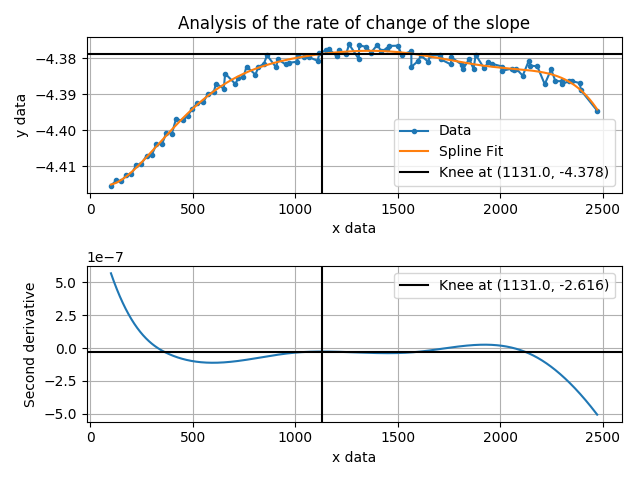 Analysis of the rate of change of the slope
−4.38
−4.39
−4.40
−4.41
y data
Data
Spline Fit
Knee at (1131.0, -4.378)
0
500
1000
1500
2000
2500
x data
1e−7
5.0
2.5
0.0
−2.5
−5.0
Second derivative
Knee at (1131.0, -2.616)
0
500
1000
1500
2000
2500
x data